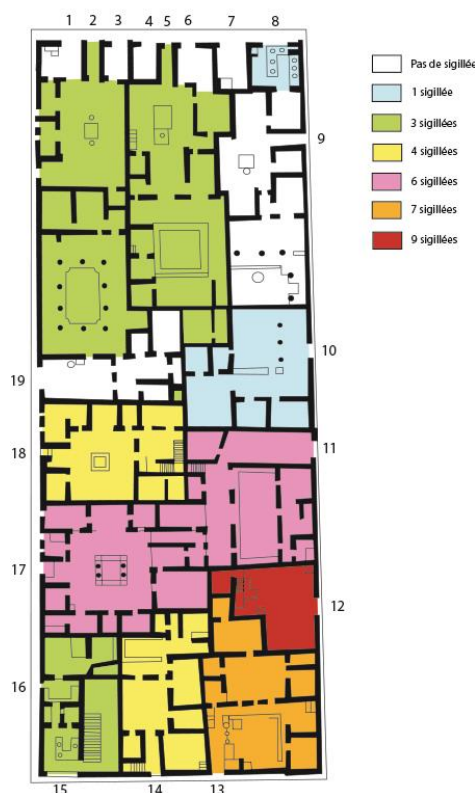 1 2 3 4 5 6 7 8
9
10
11
12
19
18
17
16
15 14 13
Pas de sigillée
1 sigillée
3 sigillées
4 sigillées
6 sigillées
7 sigillées
9 sigillées